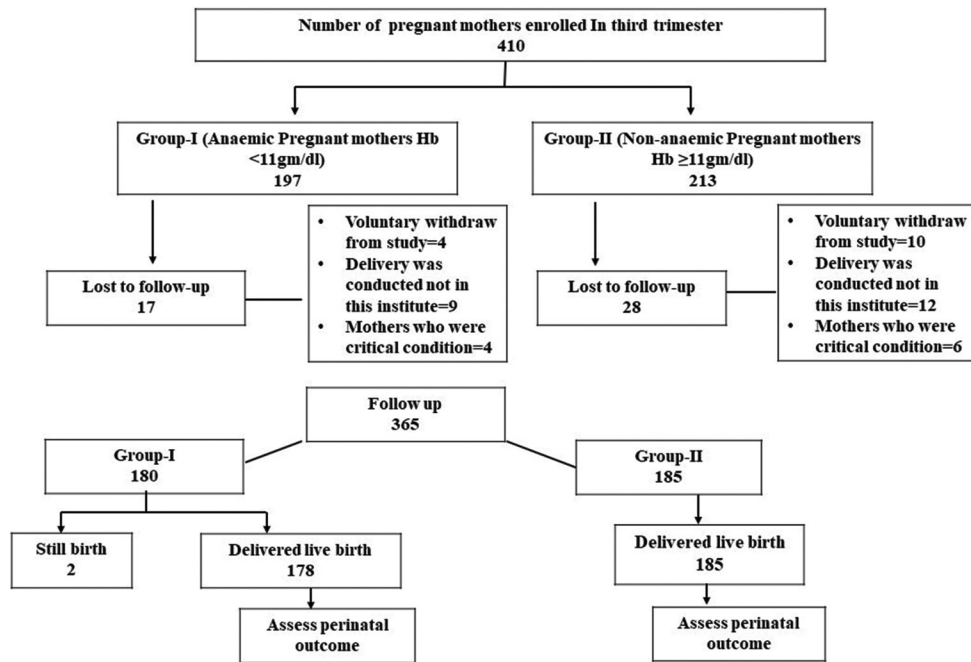 Number of pregnant mothers enrolled In third trimester
410
Group-I (Anaemic Pregnant mothers Hb
<11gm/dl)
197
Group-II (Non-anaemic Pregnant mothers
Hb ≥11gm/dl)
213
Lost to follow-up
17
• Voluntary withdraw
from study=4
• Delivery was
conducted not in
this institute=9
• Mothers who were
critical condition=4
Lost to follow-up
28
• Voluntary withdraw
from study=10
• Delivery was
conducted not in
this institute=12
• Mothers who were
critical condition=6
Follow up
365
Group-I
180
Group-II
185
Still birth
2
Delivered live birth
178
Delivered live birth
185
Assess perinatal
outcome
Assess perinatal
outcome